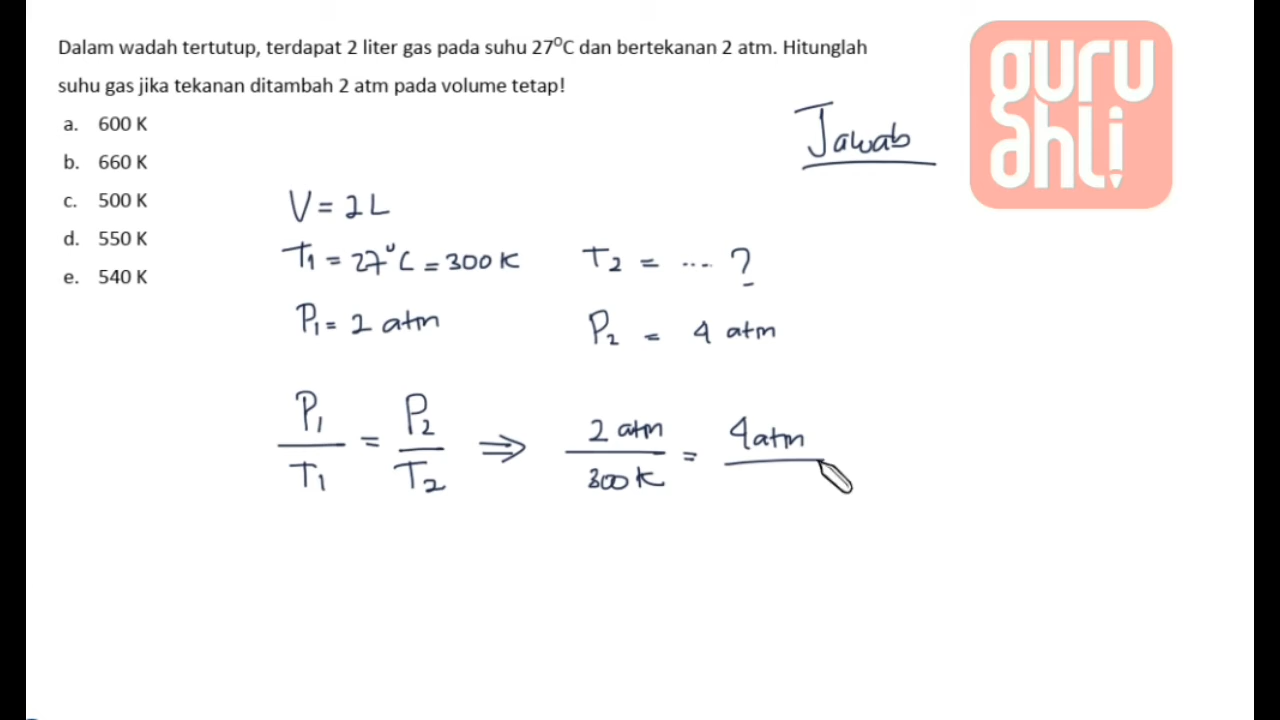 Dalam wadah tertutup, terdapat 2 liter gas pada suhu 27⁰C dan bertekanan 2 atm. Hitunglah
suhu gas jika tekanan ditambah 2 atm pada volume tetap!
a. 600 K
b. 660 K
c. 500 K
d. 550 K
e. 540 K
guru
ahli
Jawab
V = 2 L
T₁ = 27°C = 300 K
T₂ = .... ?
P₁ = 2 atm
P₂ = 4 atm
P₁/T₁ = P₂/T₂ ⇒ 2 atm/300 K = 4 atm/